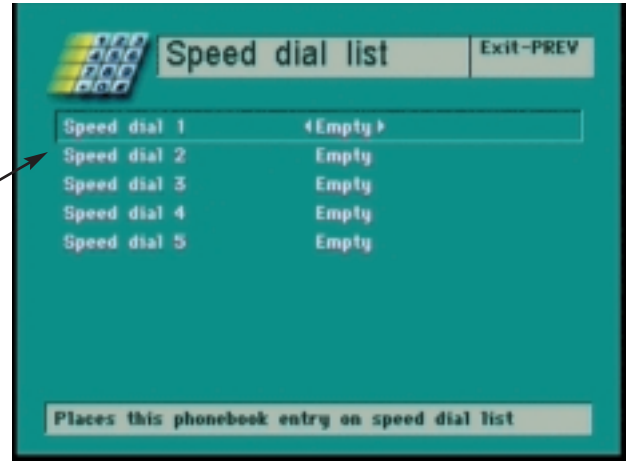 Speed dial list
Exit-PREV
Speed dial 1 Empty
Speed dial 2 Empty
Speed dial 3 Empty
Speed dial 4 Empty
Speed dial 5 Empty
Places this phonebook entry on speed dial list